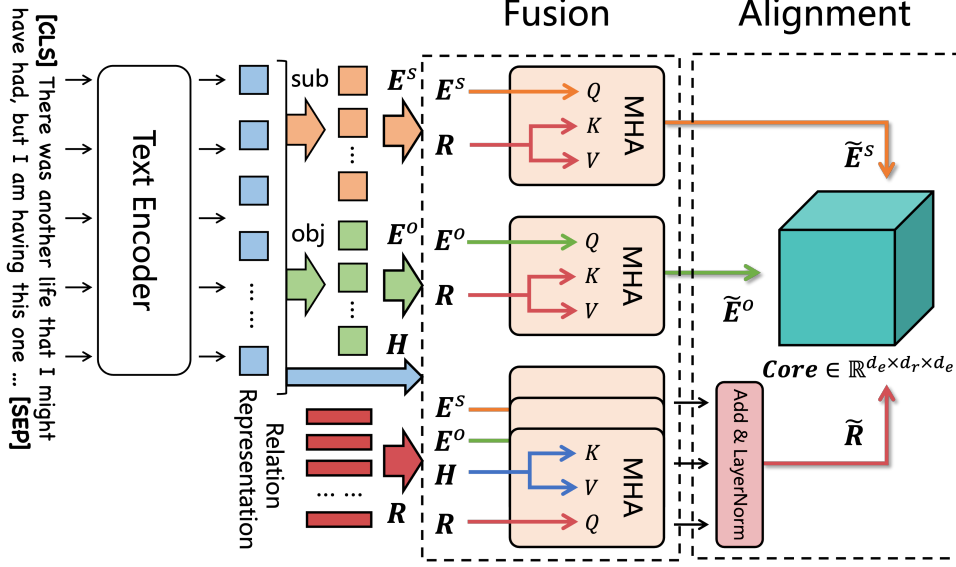 Fusion
Alignment
[CLS] There was another life that I might
have had, but I am having this one ... [SEP]
Text Encoder
sub
obj
...
...
... ...
E^s
E^o
H
R
... ...
Relation
Representation
E^s
R
Q
K
V
MHA
E^o
R
Q
K
V
MHA
E^s
E^o
H
R
K
V
Q
MHA
Add & LayerNorm
Ẽ^s
Ẽ^o
Core ∈ ℝ^{d_e×d_r×d_e}
R̃